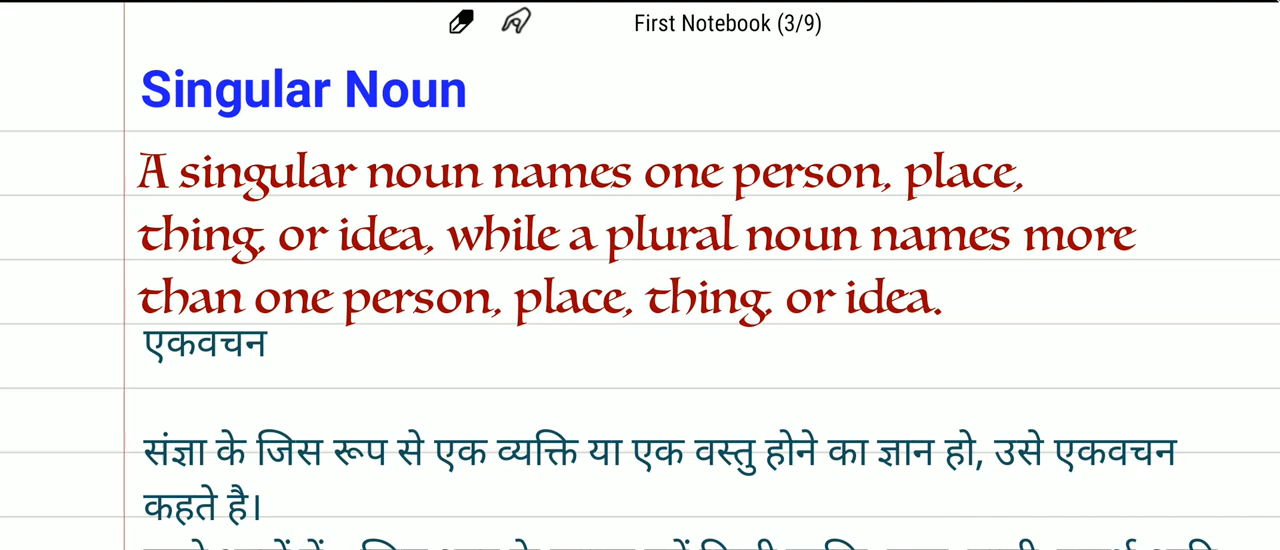 First Notebook (3/9)
Singular Noun
A singular noun names one person, place,
thing, or idea, while a plural noun names more
than one person, place, thing, or idea.
एकवचन
संज्ञा के जिस रूप से एक व्यक्ति या एक वस्तु होने का ज्ञान हो, उसे एकवचन
कहते है।